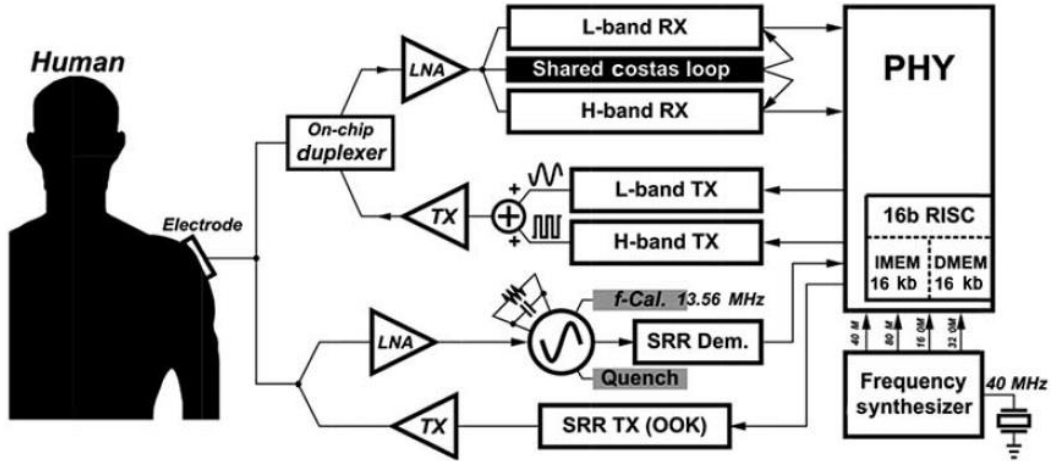 Human
Electrode
On-chip
duplexer
LNA
L-band RX
Shared costas loop
H-band RX
PHY
TX
+
+
L-band TX
H-band TX
16b RISC
IMEM
16 kb
DMEM
16 kb
LNA
f-Cal. 13.56 MHz
SRR Dem.
Quench
TX
SRR TX (OOK)
40 M
80 M
16 0M
32 0M
Frequency
synthesizer
40 MHz